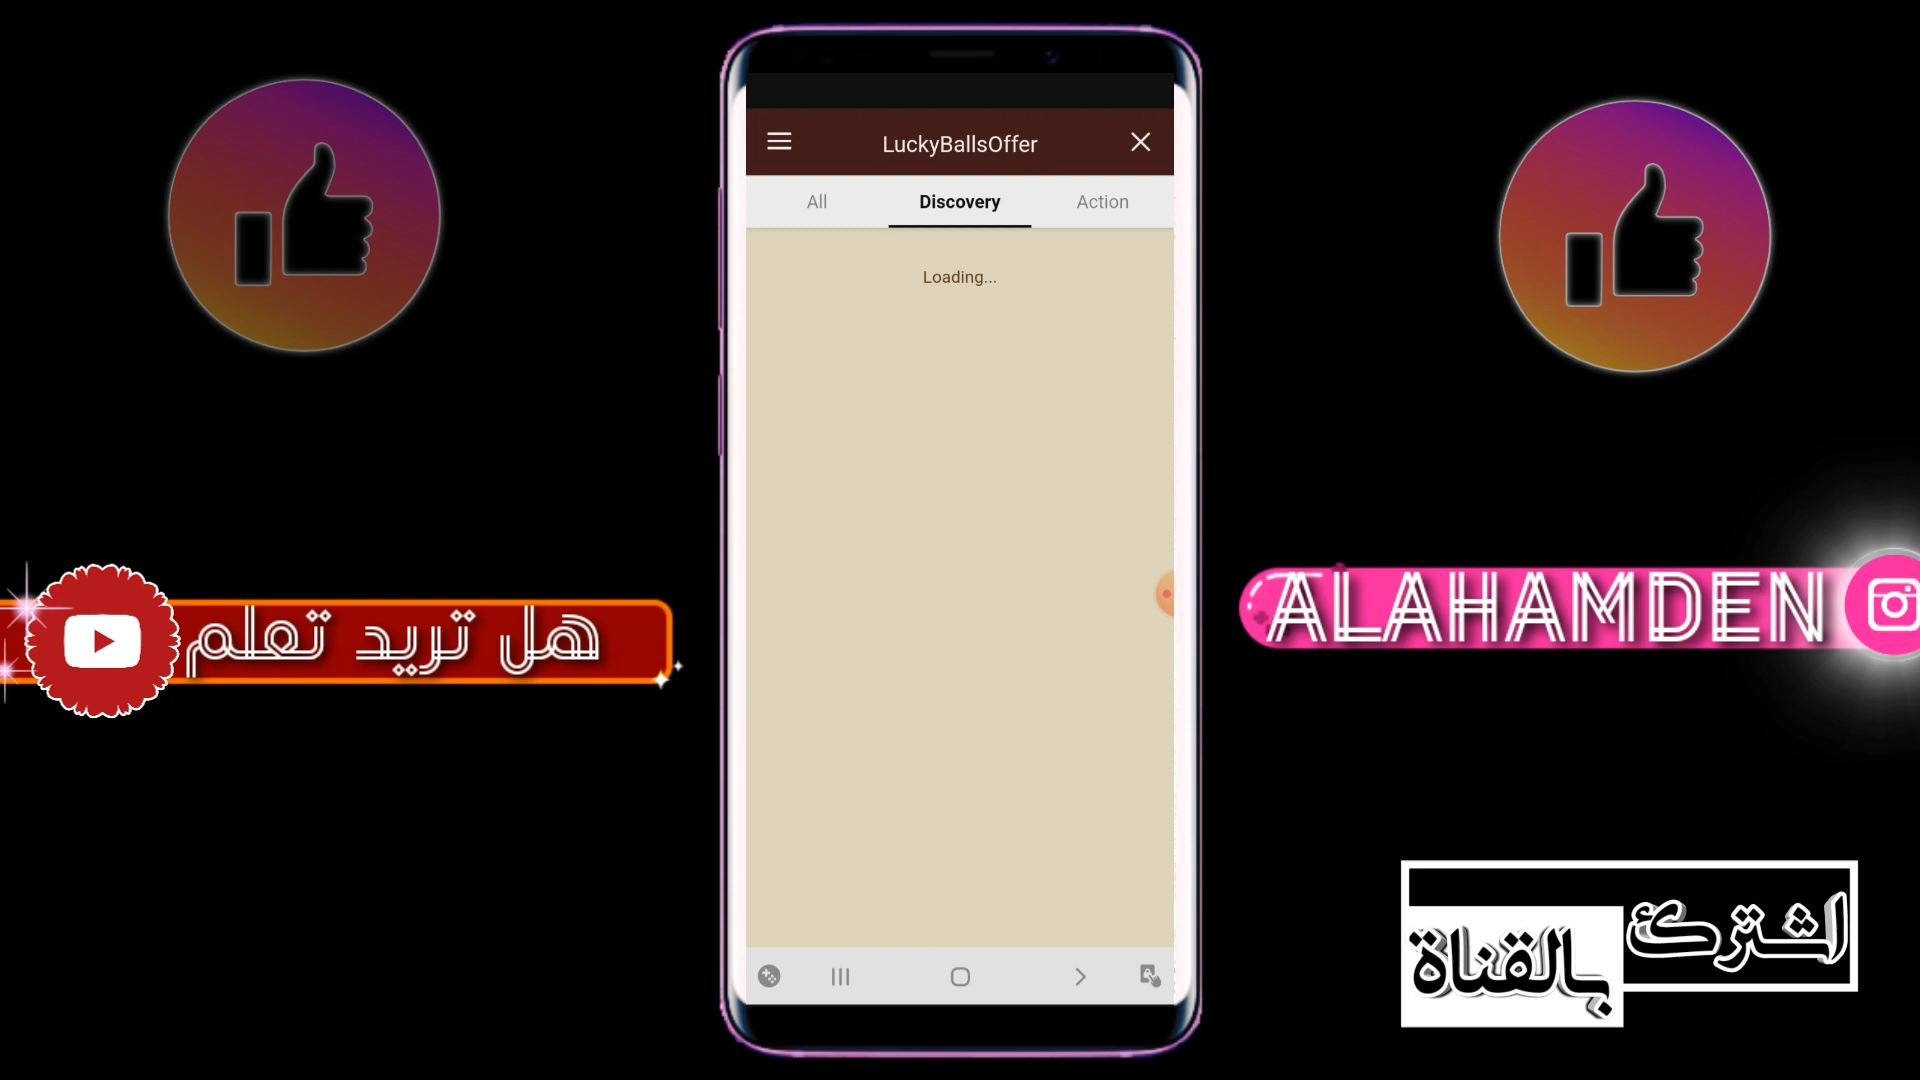 LuckyBallsOffer
All
Discovery
Action
Loading...
هل تريد تعلم
ALAHAMDEN
اشترك
بالقناة